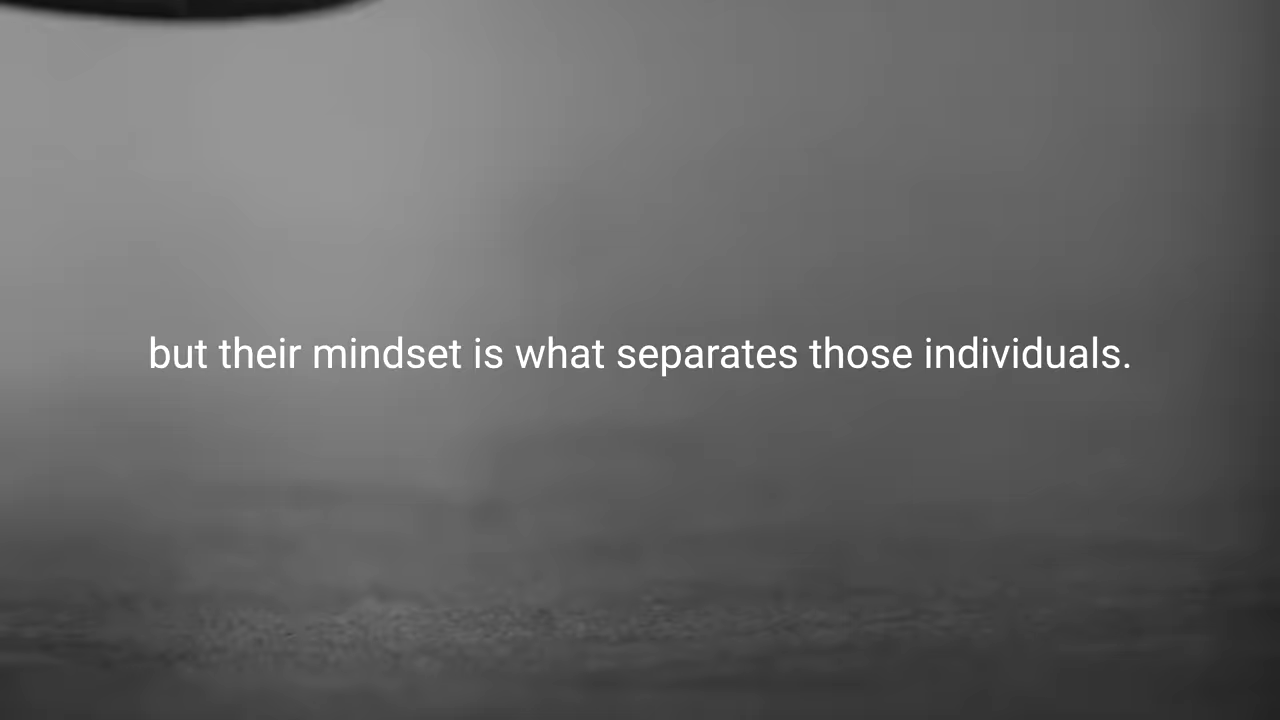 but their mindset is what separates those individuals.